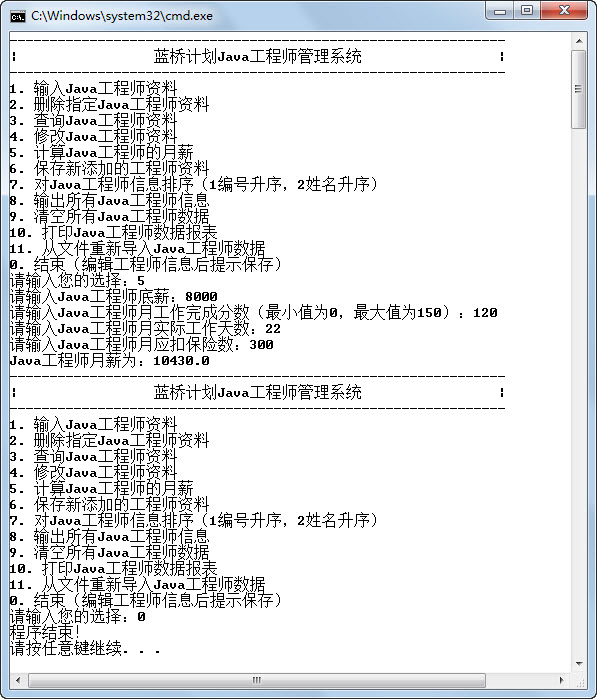 C:\Windows\system32\cmd.exe
蓝桥计划Java工程师管理系统
1. 输入Java工程师资料
2. 删除指定Java工程师资料
3. 查询Java工程师资料
4. 修改Java工程师资料
5. 计算Java工程师的月薪
6. 保存新添加的工程师资料
7. 对Java工程师信息排序（1编号升序，2姓名升序）
8. 输出所有Java工程师信息
9. 清空所有Java工程师数据
10. 打印Java工程师数据报表
11. 从文件重新导入Java工程师数据
0. 结束（编辑工程师信息后提示保存）
请输入您的选择：5
请输入Java工程师底薪：8000
请输入Java工程师月工作完成分数（最小值为0，最大值为150）：120
请输入Java工程师月实际工作天数：22
请输入Java工程师月应扣保险数：300
Java工程师月薪为：10430.0
蓝桥计划Java工程师管理系统
1. 输入Java工程师资料
2. 删除指定Java工程师资料
3. 查询Java工程师资料
4. 修改Java工程师资料
5. 计算Java工程师的月薪
6. 保存新添加的工程师资料
7. 对Java工程师信息排序（1编号升序，2姓名升序）
8. 输出所有Java工程师信息
9. 清空所有Java工程师数据
10. 打印Java工程师数据报表
11. 从文件重新导入Java工程师数据
0. 结束（编辑工程师信息后提示保存）
请输入您的选择：0
程序结束！
请按任意键继续. . .